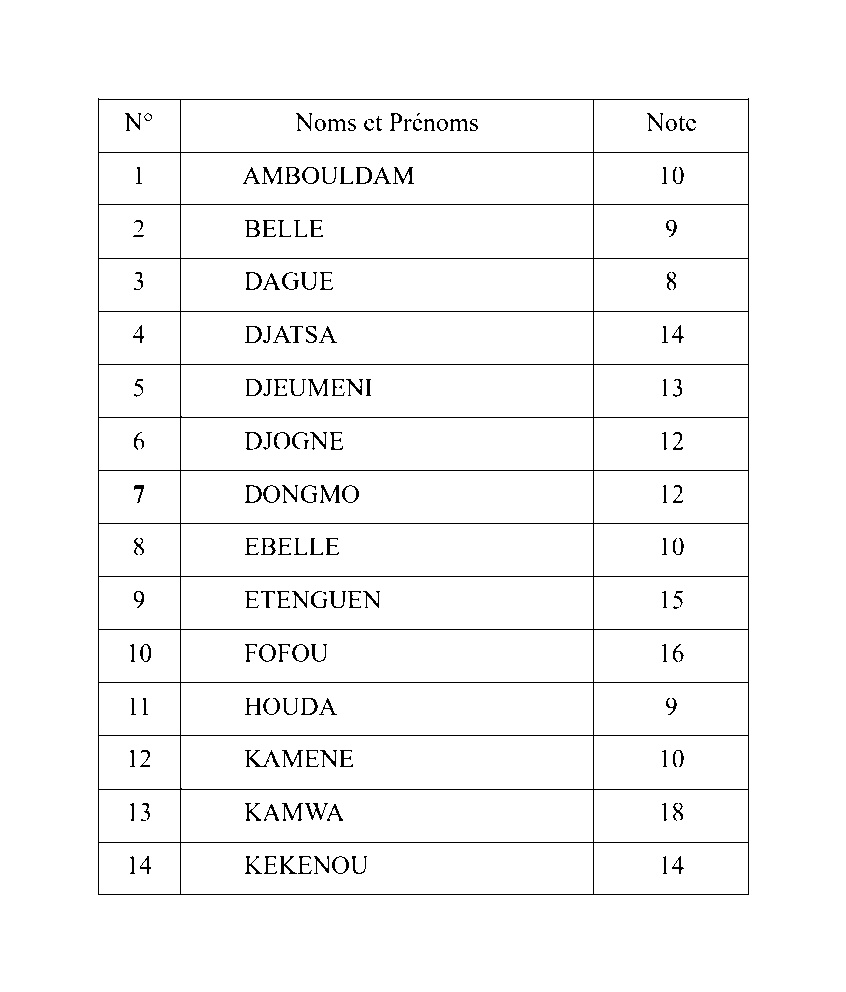 N° Noms et Prénoms Note
1 AMBOULDAM 10
2 BELLE 9
3 DAGUE 8
4 DJATSA 14
5 DJEUMENI 13
6 DJOGNE 12
7 DONGMO 12
8 EBELLE 10
9 ETENGUEN 15
10 FOFOU 16
11 HOUDA 9
12 KAMENE 10
13 KAMWA 18
14 KEKENOU 14